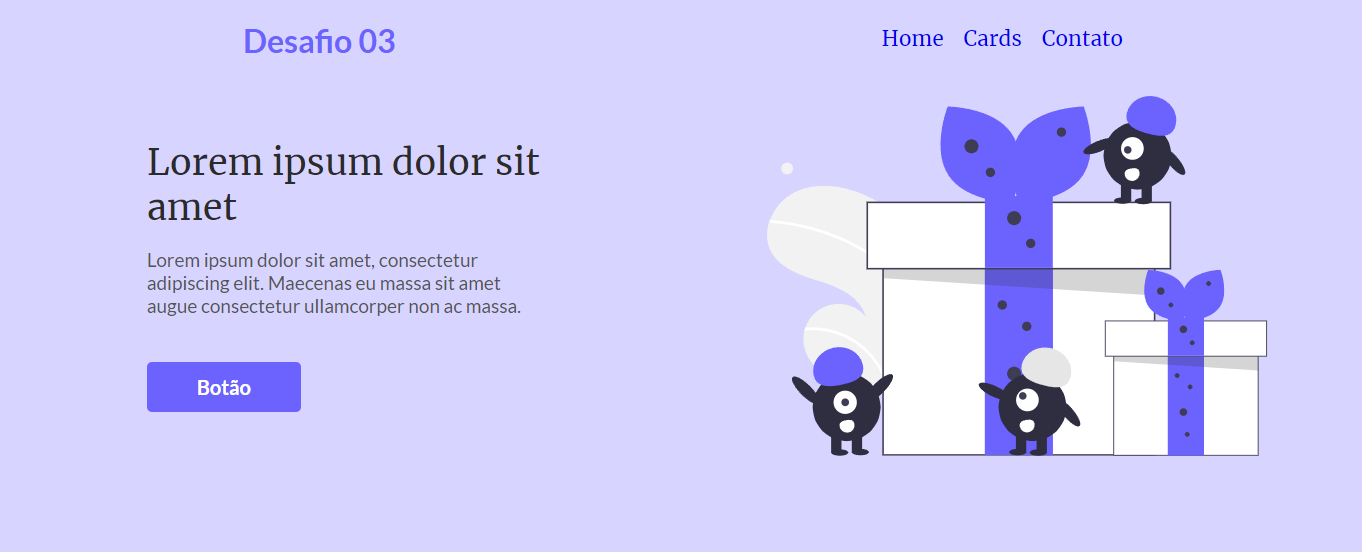 Desafio 03
Home Cards Contato
Lorem ipsum dolor sit
amet
Lorem ipsum dolor sit amet, consectetur
adipiscing elit. Maecenas eu massa sit amet
augue consectetur ullamcorper non ac massa.
Botão